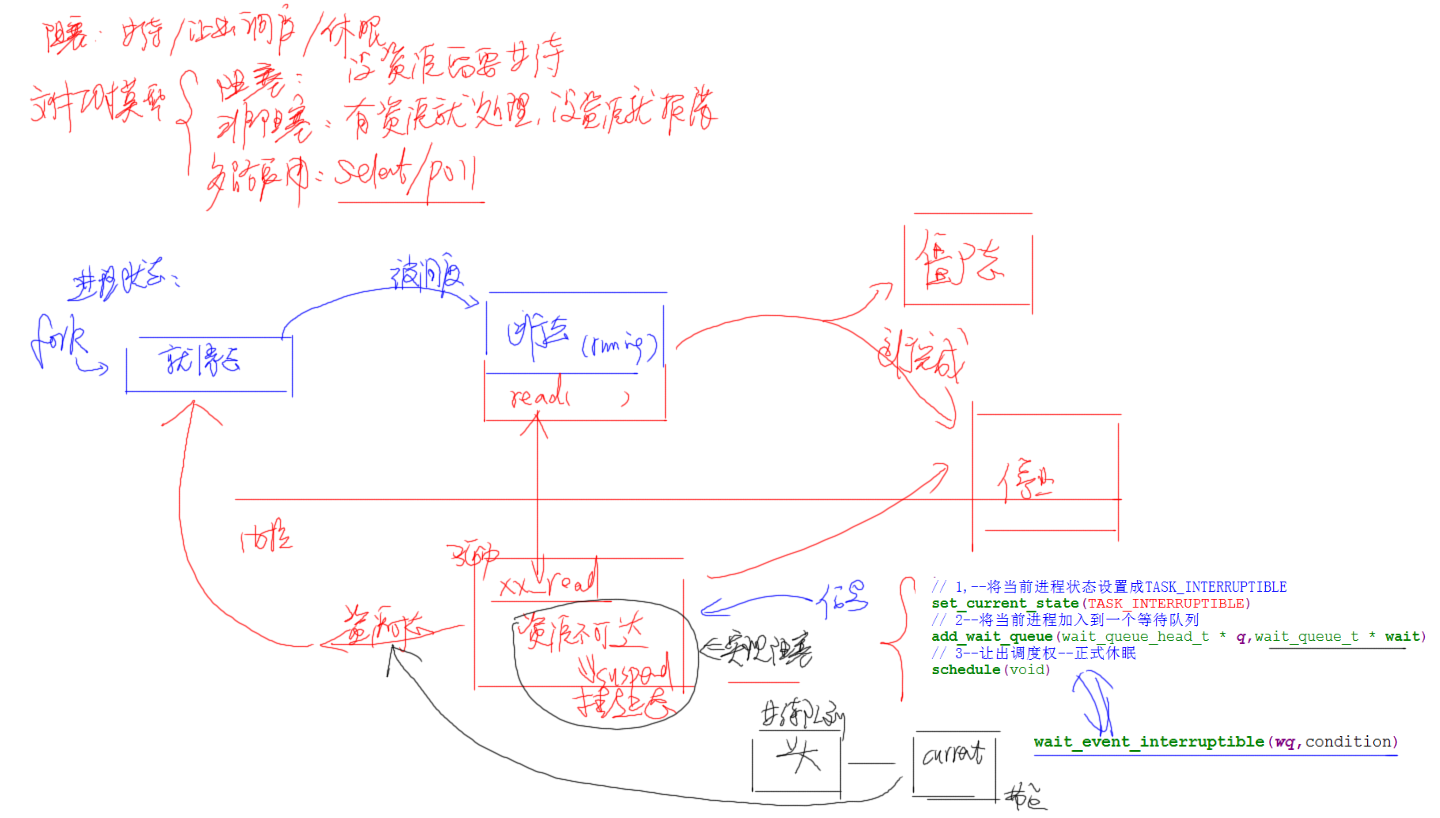 阻塞: 等待/让出调度/休眠
文件IO模型
阻塞: 没资源需要等待
非阻塞: 有资源就处理,没资源就报错
多路复用: select/poll
进程状态:
fork
就绪态
被调度
(running)
read( )
僵尸态
执行完成
停止
内核
驱动
xx_read
资源不可达
suspend
挂起态
资源可达
信号
实现阻塞
// 1,--将当前进程状态设置成TASK_INTERRUPTIBLE
set_current_state(TASK_INTERRUPTIBLE)
// 2--将当前进程加入到一个等待队列
add_wait_queue(wait_queue_head_t * q,wait_queue_t * wait)
// 3--让出调度权--正式休眠
schedule(void)
wait_event_interruptible(wq,condition)
等待队列
头
current